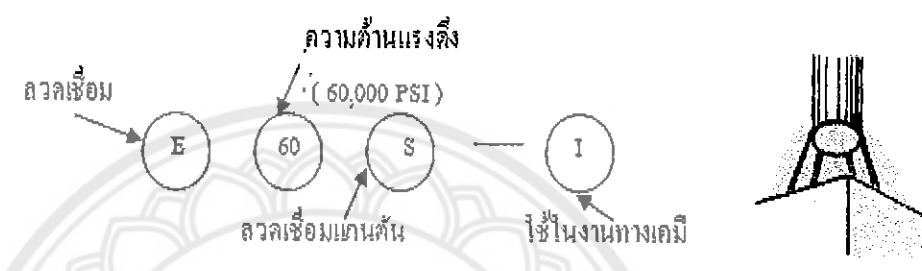 ความต้านแรงดึง
(60,000 PSI)
ลวดเชื่อม
E 60 S — I
ลวดเชื่อมแกนตัน
ใช้ในงานทางเคมี